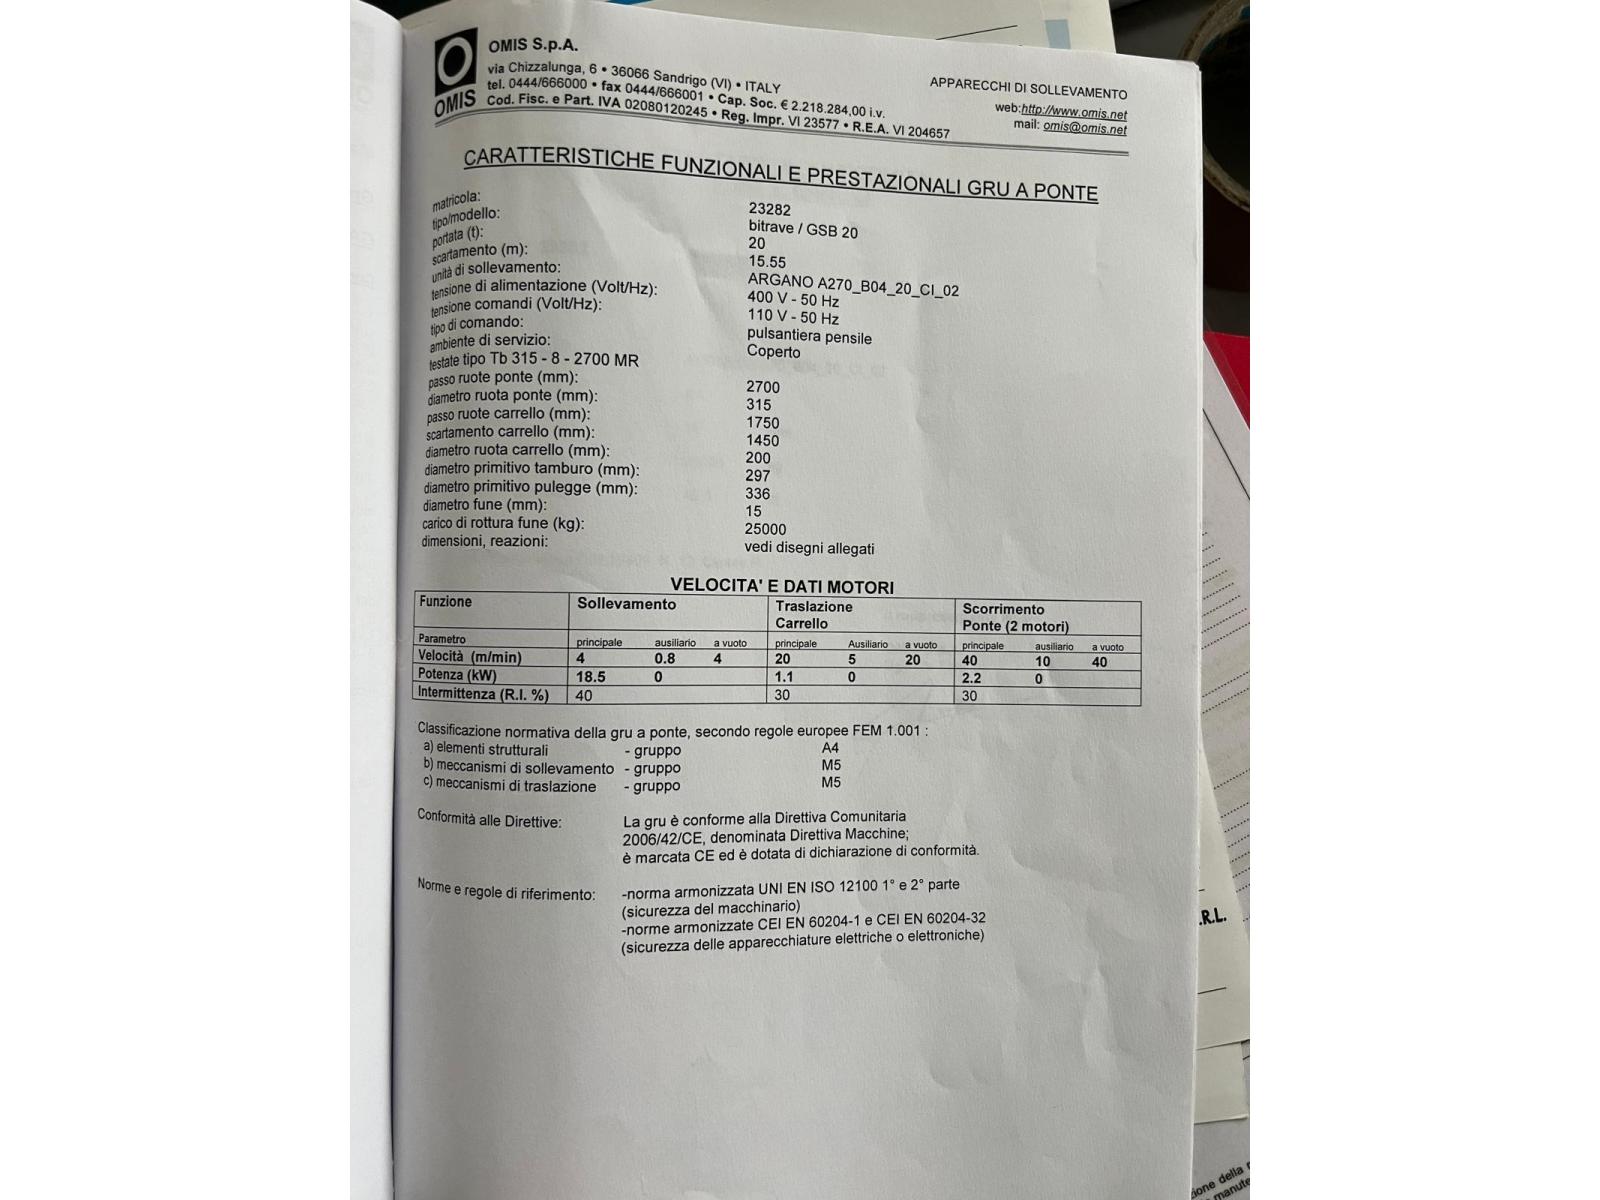 OMIS S.p.A.
via Chizzalunga, 6 • 36066 Sandrigo (VI) • ITALY
tel. 0444/666000 • fax 0444/666001 • Cap. Soc. € 2.218.284,00 i.v.
Cod. Fisc. e Part. IVA 02080120245 • Reg. Impr. VI 23577 • R.E.A. VI 204657
OMIS
APPARECCHI DI SOLLEVAMENTO
web:http://www.omis.net
mail: omis@omis.net
CARATTERISTICHE FUNZIONALI E PRESTAZIONALI GRU A PONTE
matricola: 23282
tipo/modello: bitrave / GSB 20
portata (t): 20
scartamento (m): 15.55
unità di sollevamento: ARGANO A270_B04_20_CI_02
tensione di alimentazione (Volt/Hz): 400 V - 50 Hz
tensione comandi (Volt/Hz): 110 V - 50 Hz
tipo di comando: pulsantiera pensile
ambiente di servizio: Coperto
testate tipo Tb 315 - 8 - 2700 MR
passo ruote ponte (mm): 2700
diametro ruota ponte (mm): 315
passo ruote carrello (mm): 1750
scartamento carrello (mm): 1450
diametro ruota carrello (mm): 200
diametro primitivo tamburo (mm): 297
diametro primitivo pulegge (mm): 336
diametro fune (mm): 15
carico di rottura fune (kg): 25000
dimensioni, reazioni: vedi disegni allegati
VELOCITA' E DATI MOTORI
Funzione Sollevamento Traslazione Carrello Scorrimento Ponte (2 motori)
Parametro principale ausiliario a vuoto principale Ausiliario a vuoto principale ausiliario a vuoto
Velocità (m/min) 4 0.8 4 20 5 20 40 10 40
Potenza (kW) 18.5 0 1.1 0 2.2 0
Intermittenza (R.I. %) 40 30 30
Classificazione normativa della gru a ponte, secondo regole europee FEM 1.001 :
a) elementi strutturali - gruppo A4
b) meccanismi di sollevamento - gruppo M5
c) meccanismi di traslazione - gruppo M5
Conformità alle Direttive: La gru è conforme alla Direttiva Comunitaria
2006/42/CE, denominata Direttiva Macchine;
è marcata CE ed è dotata di dichiarazione di conformità.
Norme e regole di riferimento: -norma armonizzata UNI EN ISO 12100 1° e 2° parte
(sicurezza del macchinario)
-norme armonizzate CEI EN 60204-1 e CEI EN 60204-32
(sicurezza delle apparecchiature elettriche o elettroniche)
.R.L.
ione della
manute